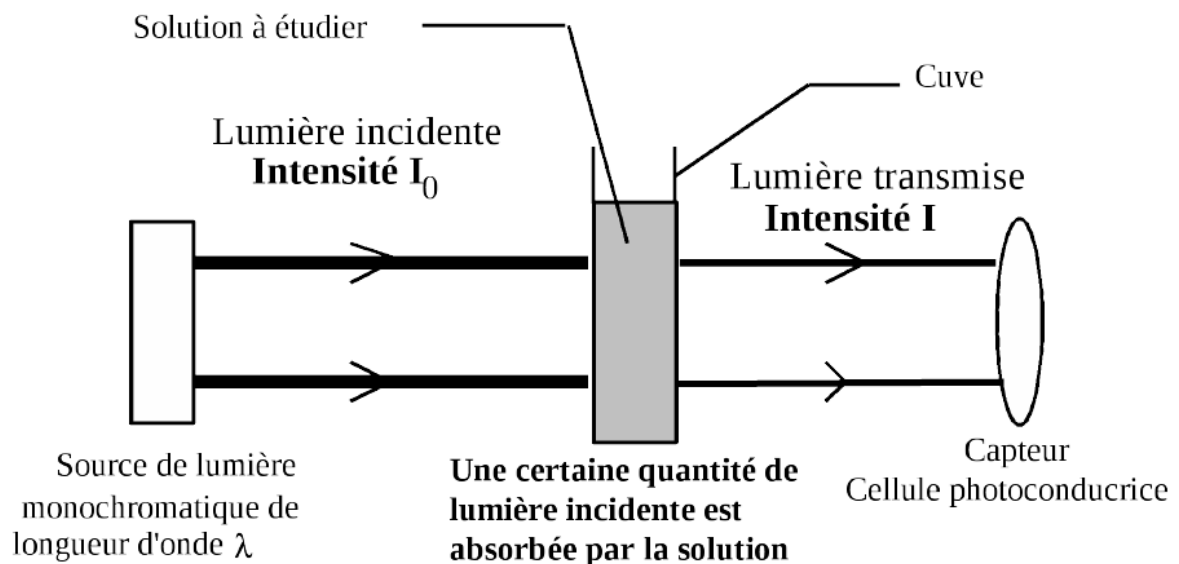 Solution à étudier
Cuve
Lumière incidente
Intensité I0
Lumière transmise
Intensité I
Source de lumière
monochromatique de
longueur d'onde λ
Une certaine quantité de
lumière incidente est
absorbée par la solution
Capteur
Cellule photoconducrice